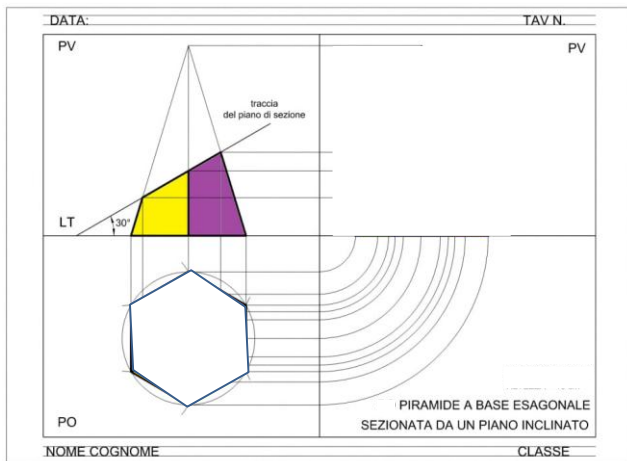 DATA:
TAV N.
PV
PV
traccia
del piano di sezione
LT
30°
PO
PIRAMIDE A BASE ESAGONALE
SEZIONATA DA UN PIANO INCLINATO
NOME COGNOME
CLASSE